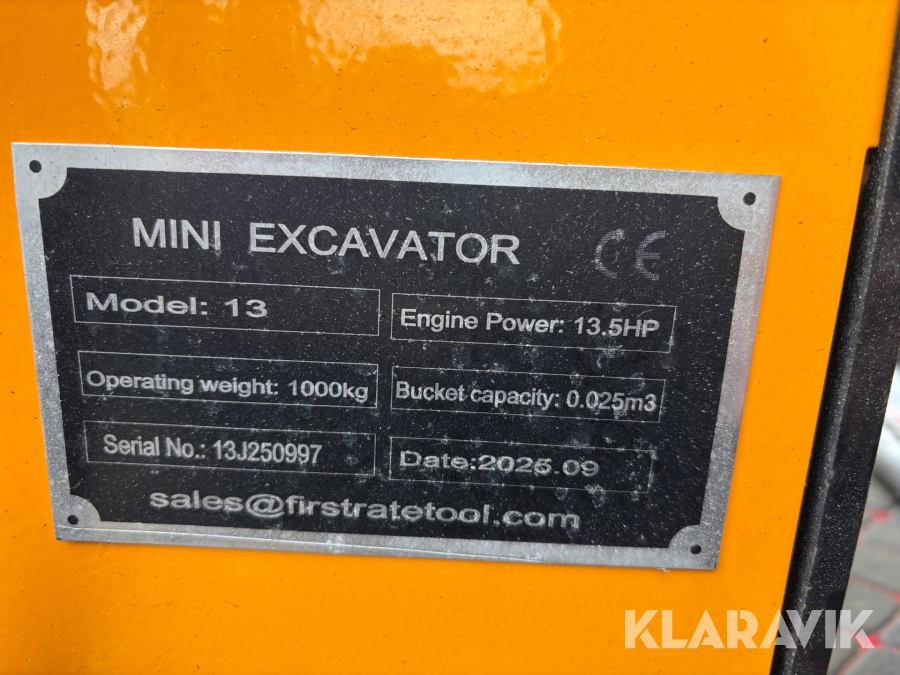 MINI EXCAVATOR CE
Model: 13
Engine Power: 13.5HP
Operating weight: 1000kg
Bucket capacity: 0.025m3
Serial No.: 13J250997
Date:2025.09
sales@firstratetool.com
KLARAVIK